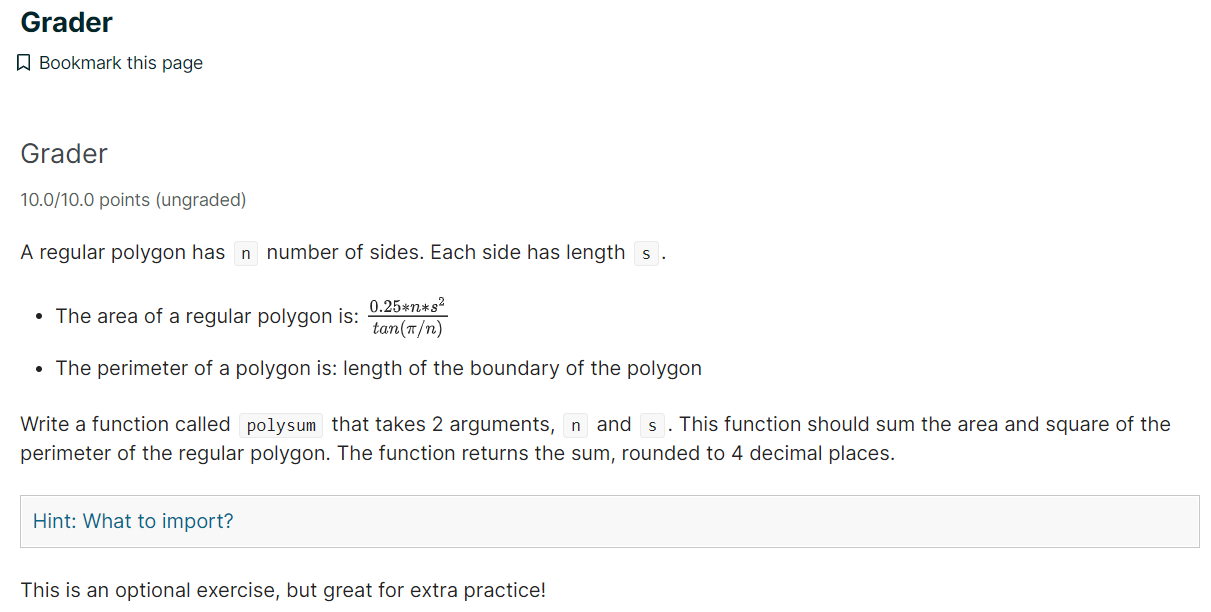 Grader
Bookmark this page
Grader
10.0/10.0 points (ungraded)
A regular polygon has n number of sides. Each side has length s.
• The area of a regular polygon is: \frac{0.25*n*s^2}{tan(π/n)}
• The perimeter of a polygon is: length of the boundary of the polygon
Write a function called polysum that takes 2 arguments, n and s. This function should sum the area and square of the
perimeter of the regular polygon. The function returns the sum, rounded to 4 decimal places.
Hint: What to import?
This is an optional exercise, but great for extra practice!